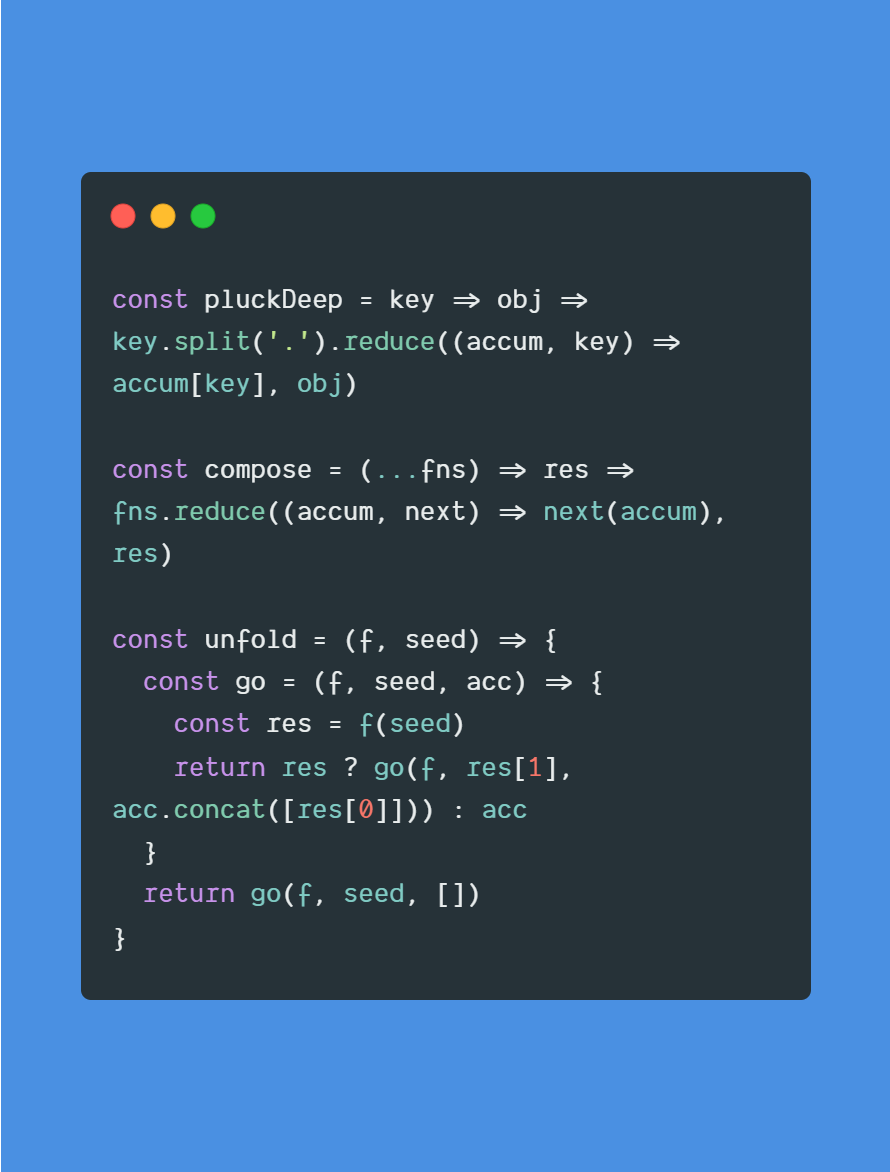 const pluckDeep = key => obj =>
key.split('.').reduce((accum, key) =>
accum[key], obj)

const compose = (...fns) => res =>
fns.reduce((accum, next) => next(accum),
res)

const unfold = (f, seed) => {
  const go = (f, seed, acc) => {
    const res = f(seed)
    return res ? go(f, res[1],
acc.concat([res[0]])) : acc
  }
  return go(f, seed, [])
}